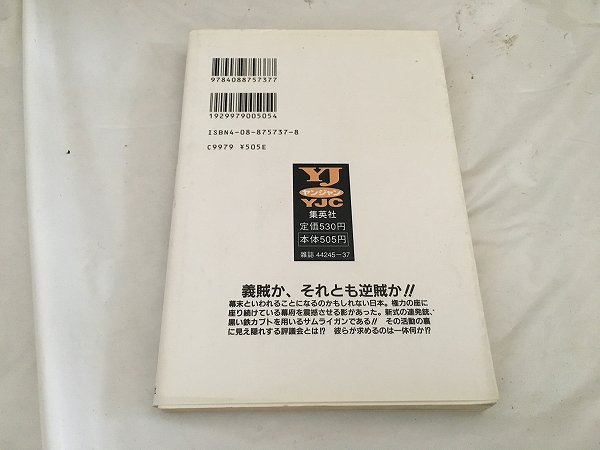 9784088757377
1929979005054
ISBN4-08-875737-8
C9979 ¥505E
YJ
ヤンジャン
YJC
集英社
定価530円
本体505円
雑誌 44245-37
義賊か、それとも逆賊か!!
幕末といわれることになるのかもしれない日本。権力の座に
座り続けている幕府を震撼させる影があった。新式の連発銃、
黒い鉄カブトを用いるサムライガンである!! その活動の裏
に見え隠れする評議会とは!? 彼らが求めるのは一体何か!?